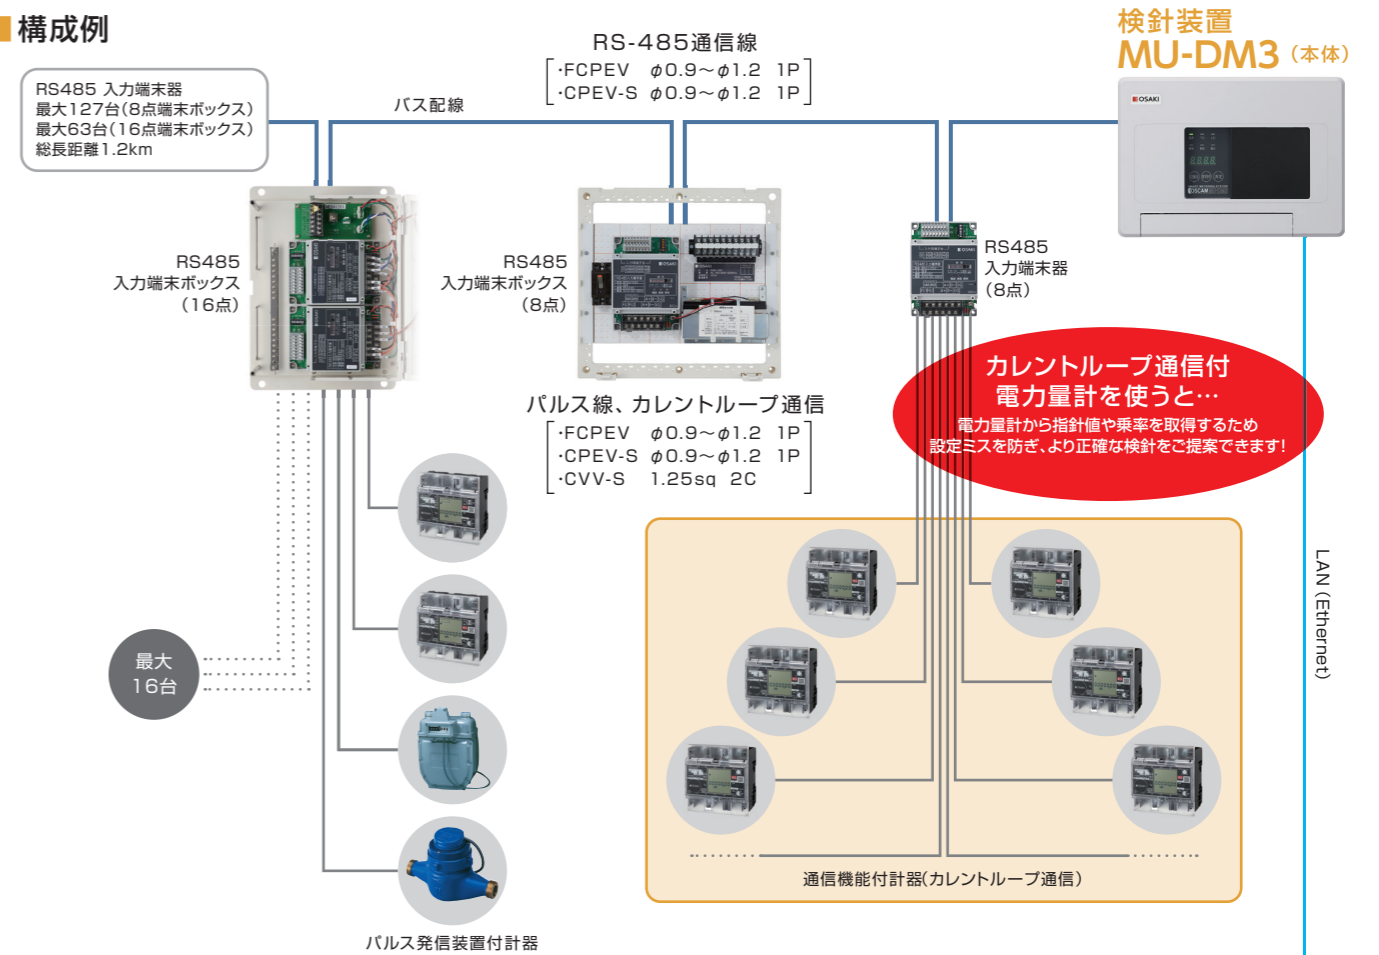 構成例
RS-485通信線
・FCPEV φ0.9～φ1.2 1P
・CPEV-S φ0.9～φ1.2 1P
検針装置
MU-DM3（本体）
RS485 入力端末器
最大127台（8点端末ボックス）
最大63台（16点端末ボックス）
総長距離1.2km
バス配線
OSAKI
RS485
入力端末ボックス
（16点）
RS485
入力端末ボックス
（8点）
RS485
入力端末器
（8点）
OSAKI
OSAKI
OSCAM
カレントループ通信付
電力量計を使うと…
電力量計から指針値や乗率を取得するため
設定ミスを防ぎ、より正確な検針をご提案できます！
パルス線、カレントループ通信
・FCPEV φ0.9～φ1.2 1P
・CPEV-S φ0.9～φ1.2 1P
・CVV-S 1.25sq 2C
LAN（Ethernet）
最大
16台
通信機能付計器（カレントループ通信）
パルス発信装置付計器